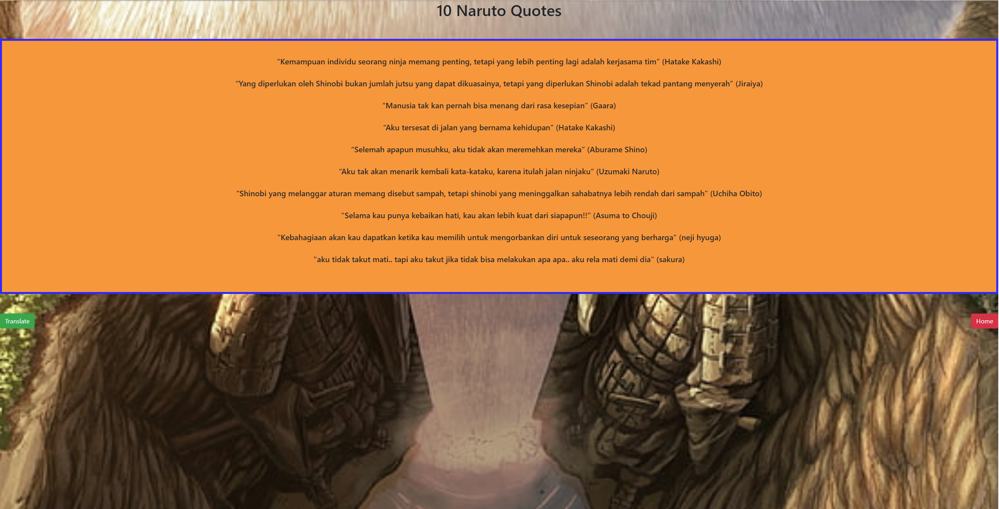 10 Naruto Quotes
“Kemampuan individu seorang ninja memang penting, tetapi yang lebih penting lagi adalah kerjasama tim” (Hatake Kakashi)
“Yang diperlukan oleh Shinobi bukan jumlah jutsu yang dapat dikuasainya, tetapi yang diperlukan Shinobi adalah tekad pantang menyerah” (Jiraiya)
“Manusia tak kan pernah bisa menang dari rasa kesepian” (Gaara)
“Aku tersesat di jalan yang bernama kehidupan” (Hatake Kakashi)
“Selemah apapun musuhku, aku tidak akan meremehkan mereka” (Aburame Shino)
“Aku tak akan menarik kembali kata-kataku, karena itulah jalan ninjaku” (Uzumaki Naruto)
“Shinobi yang melanggar aturan memang disebut sampah, tetapi shinobi yang meninggalkan sahabatnya lebih rendah dari sampah” (Uchiha Obito)
"Selama kau punya kebaikan hati, kau akan lebih kuat dari siapapun!!" (Asuma to Chouji)
"Kebahagiaan akan kau dapatkan ketika kau memilih untuk mengorbankan diri untuk seseorang yang berharga" (neji hyuga)
"aku tidak takut mati.. tapi aku takut jika tidak bisa melakukan apa apa.. aku rela mati demi dia" (sakura)
Translate
Home